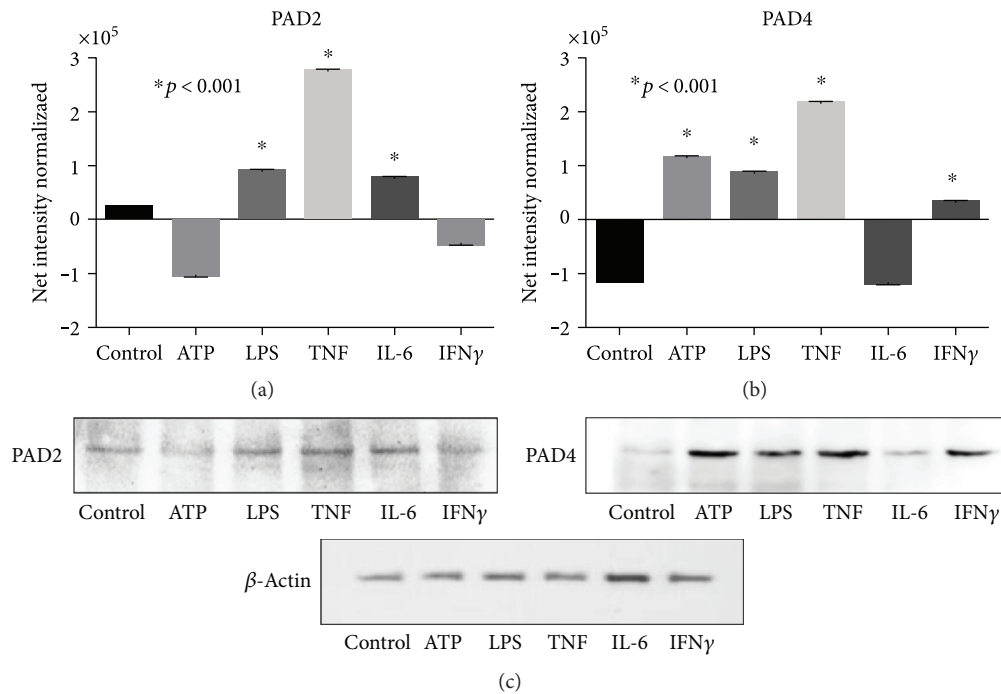 PAD2
×10⁵
3
2
1
0
−1
−2
Net intensity normalizaed
* p < 0.001
*
*
*
Control ATP LPS TNF IL-6 IFNγ
(a)
PAD4
×10⁵
3
2
1
0
−1
−2
Net intensity normalizaed
* p < 0.001
*
*
*
*
Control ATP LPS TNF IL-6 IFNγ
(b)
PAD2
Control ATP LPS TNF IL-6 IFNγ
PAD4
Control ATP LPS TNF IL-6 IFNγ
β-Actin
Control ATP LPS TNF IL-6 IFNγ
(c)